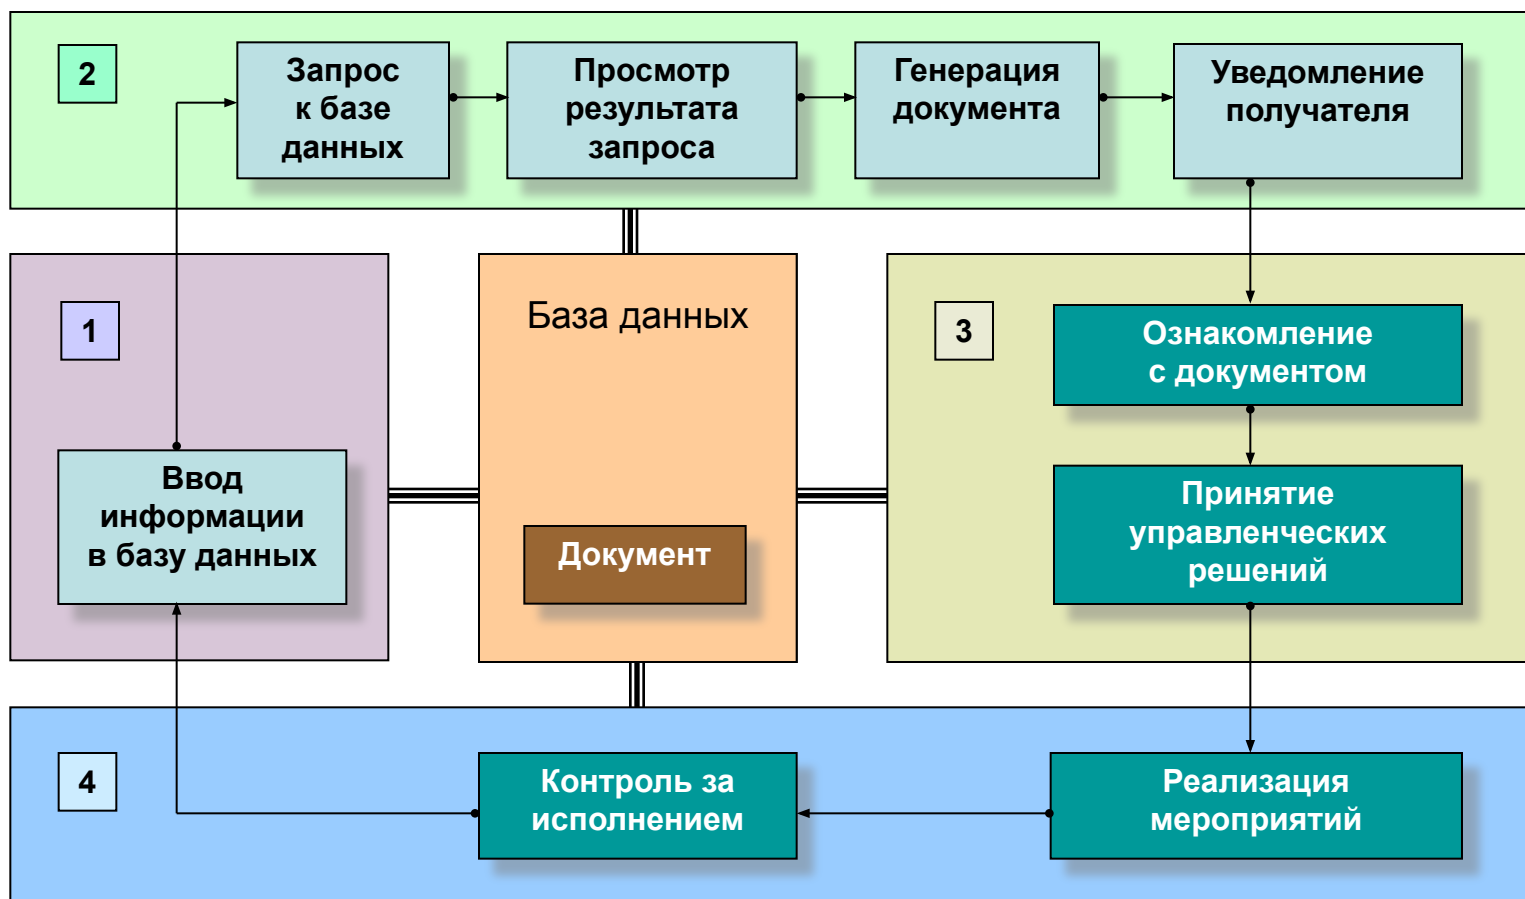 2
Запрос
к базе
данных
Просмотр
результата
запроса
Генерация
документа
Уведомление
получателя
1
Ввод
информации
в базу данных
База данных
Документ
3
Ознакомление
с документом
Принятие
управленческих
решений
4
Контроль за
исполнением
Реализация
мероприятий